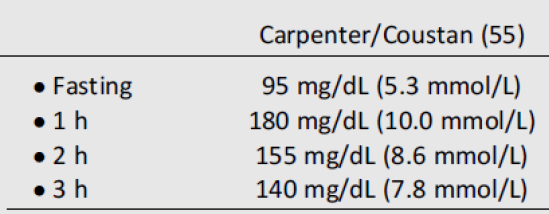 Carpenter/Coustan (55)
• Fasting 95 mg/dL (5.3 mmol/L)
• 1 h 180 mg/dL (10.0 mmol/L)
• 2 h 155 mg/dL (8.6 mmol/L)
• 3 h 140 mg/dL (7.8 mmol/L)